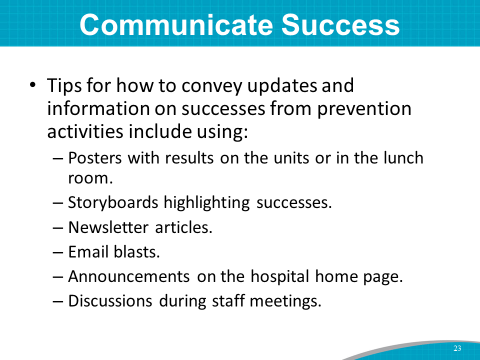 Communicate Success
• Tips for how to convey updates and
information on successes from prevention
activities include using:
– Posters with results on the units or in the lunch
room.
– Storyboards highlighting successes.
– Newsletter articles.
– Email blasts.
– Announcements on the hospital home page.
– Discussions during staff meetings.
23